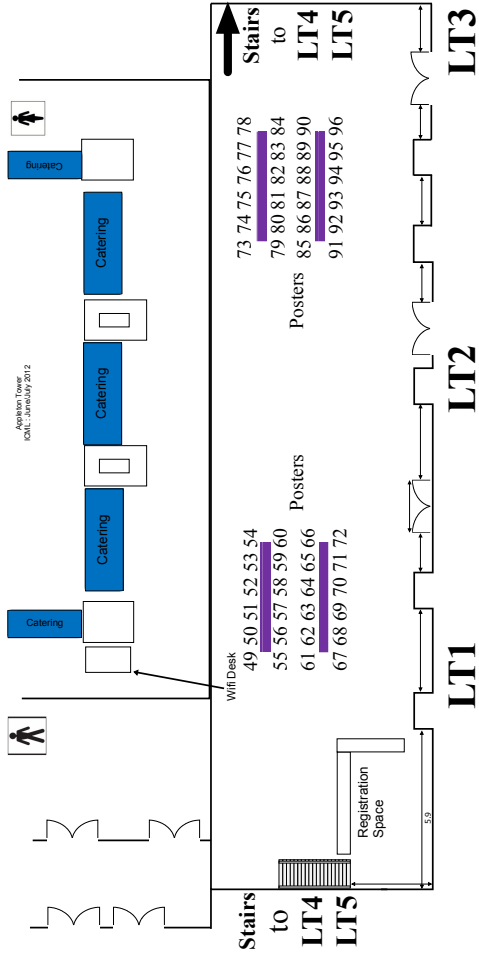 Appleton Tower
ICML : June/July 2012
Catering
Catering
Catering
Catering
Catering
Wifi Desk
Stairs
to
LT4
LT5
49 50 51 52 53 54
55 56 57 58 59 60
61 62 63 64 65 66
67 68 69 70 71 72
Posters
Posters
73 74 75 76 77 78
79 80 81 82 83 84
85 86 87 88 89 90
91 92 93 94 95 96
Stairs
to
LT4
LT5
Registration
Space
5.9
LT1
LT2
LT3